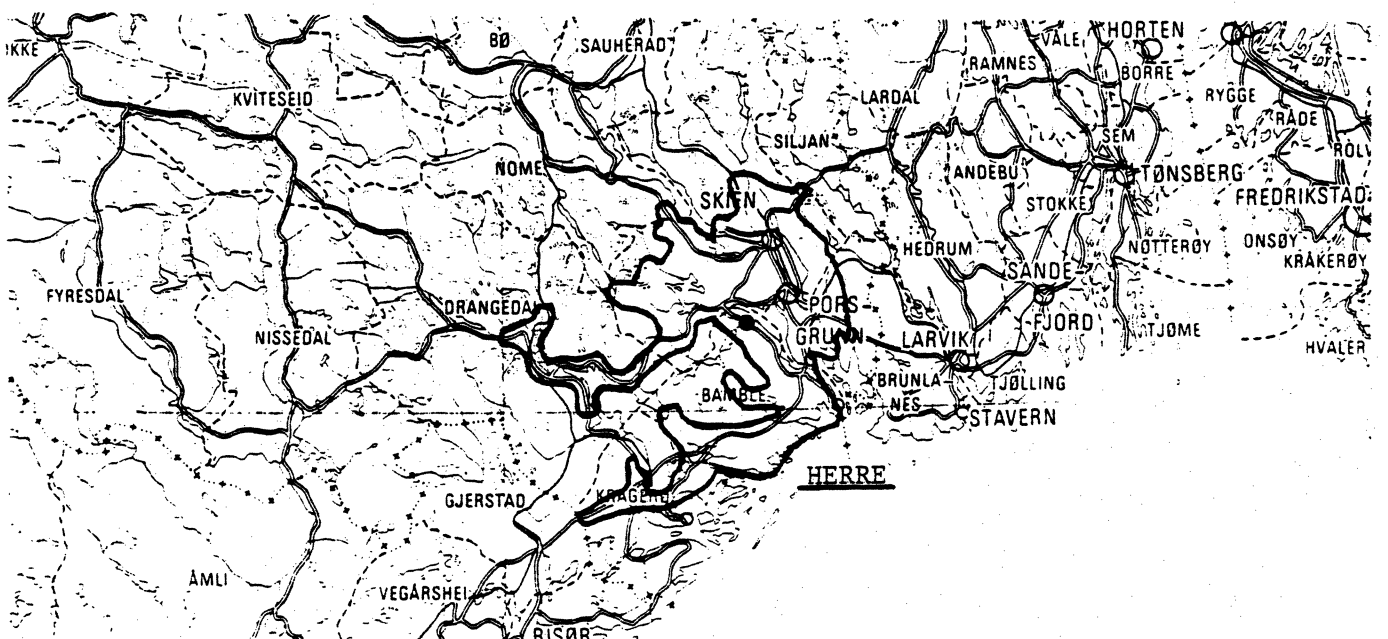 HORTEN
VÅLE
BØ
SAUHERAD
RAMNES
BORRE
KVITESEID
LARDAL
RYGGE
RÅDE
SEM
SILJAN
NOME
ANDEBU
TØNSBERG
SKIEN
STOKKE
FREDRIKSTAD
HEDRUM
NØTTERØY
ONSØY
KRÅKERØY
SANDE-
FJORD
FYRESDAL
DRANGEDAL
PORS-
GRUNN
NISSEDAL
LARVIK
TJØME
HVALER
BAMBLE
BRUNLA-
NES
TJØLLING
STAVERN
HERRE
GJERSTAD
KRAGERØ
ÅMLI
VEGÅRSHEI
RISØR